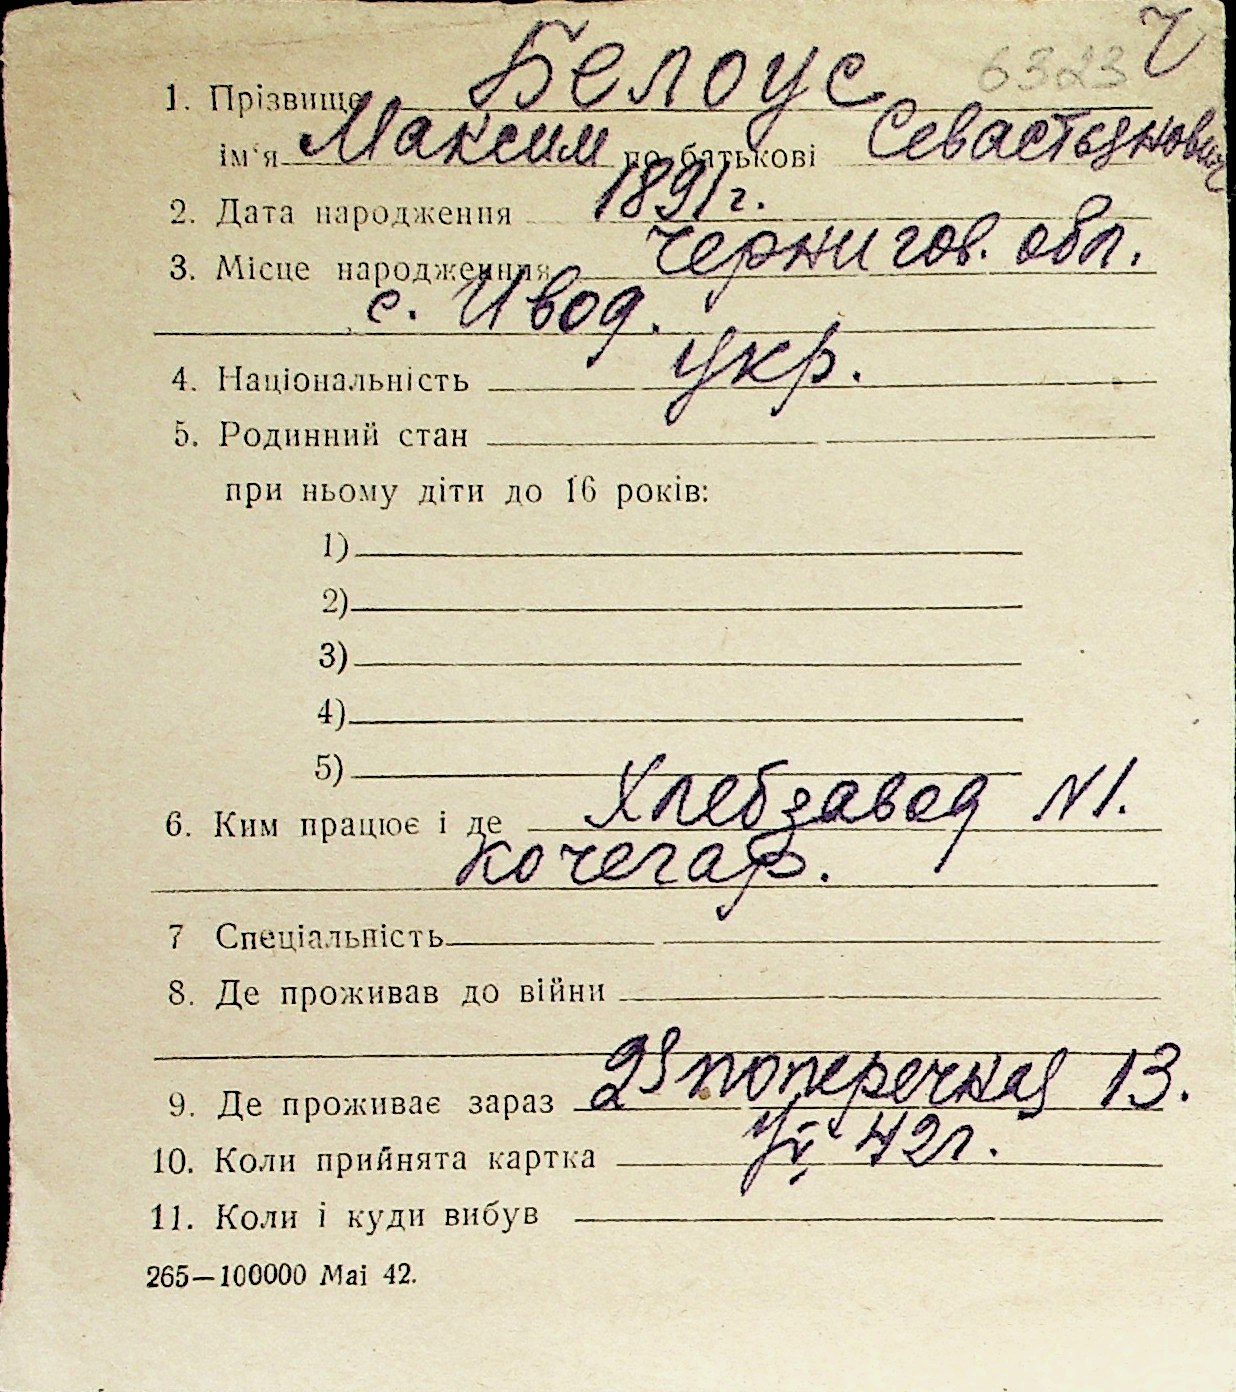 6323 Ч
1. Прізвище Белоус
ім'я Максим по батькові Севастьянович
2. Дата народження 1891 г.
3. Місце народження Чернигов. обл.
с. Ивод.
4. Національність укр.
5. Родинний стан
при ньому діти до 16 років:
1)
2)
3)
4)
5)
6. Ким працює і де Хлебзавод N1.
кочегар.
7 Спеціальність
8. Де проживав до війни
9. Де проживає зараз поперечная 13.
10. Коли прийнята картка 42г.
11. Коли і куди вибув
265—100000 Маі 42.